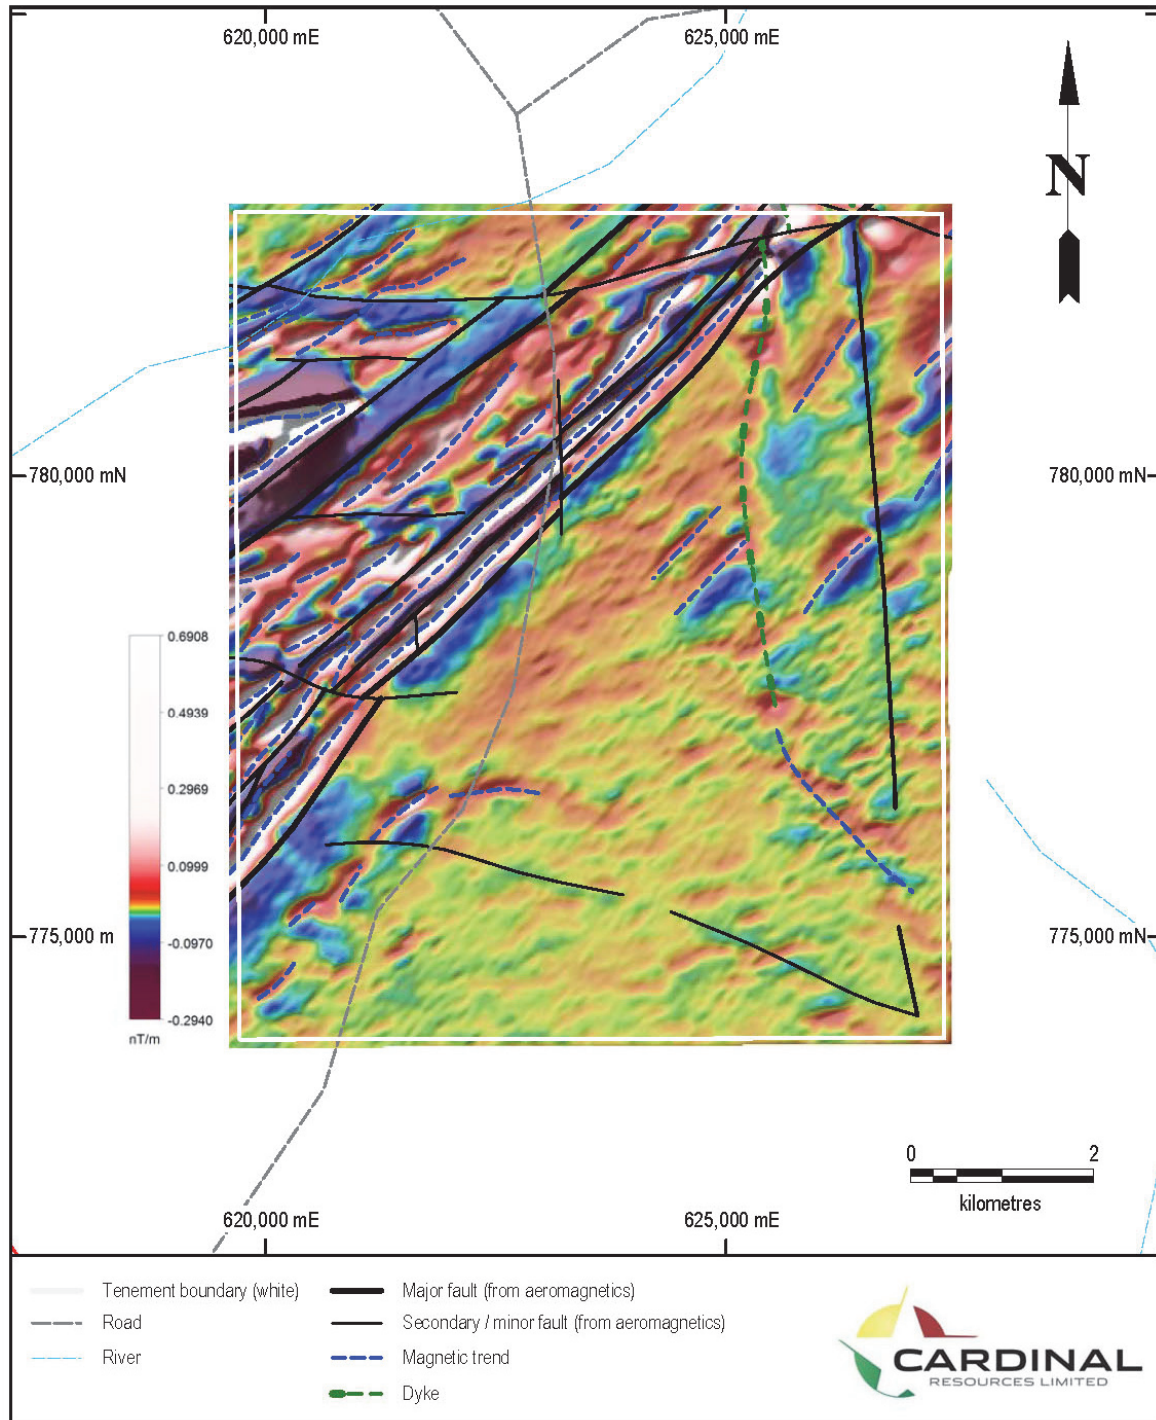 620,000 mE 625,000 mE
N
780,000 mN 780,000 mN
0.6908
0.4939
0.2969
0.0999
-0.0970
-0.2940
nT/m
775,000 m 775,000 mN
0 2
kilometres
620,000 mE 625,000 mE
Tenement boundary (white) Major fault (from aeromagnetics)
Road Secondary / minor fault (from aeromagnetics)
River Magnetic trend
Dyke
CARDINAL
RESOURCES LIMITED